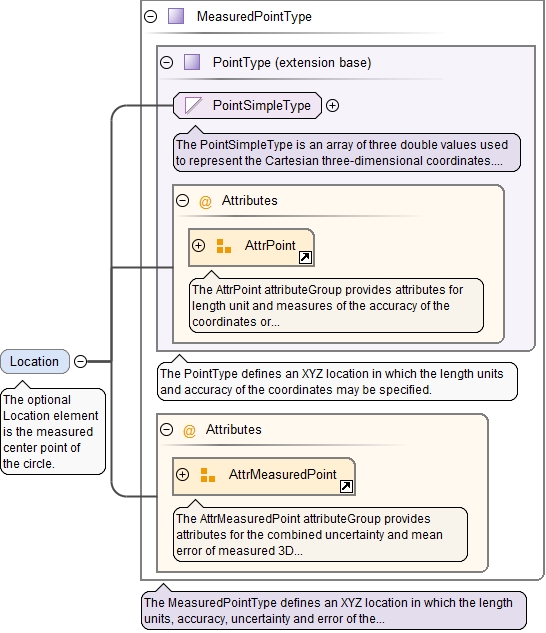 MeasuredPointType
PointType (extension base)
PointSimpleType
The PointSimpleType is an array of three double values used
to represent the Cartesian three-dimensional coordinates....
@ Attributes
AttrPoint
The AttrPoint attributeGroup provides attributes for
length unit and measures of the accuracy of the
coordinates or...
The PointType defines an XYZ location in which the length units
and accuracy of the coordinates may be specified.
Location
The optional
Location element
is the measured
center point of
the circle.
@ Attributes
AttrMeasuredPoint
The AttrMeasuredPoint attributeGroup provides
attributes for the combined uncertainty and mean
error of measured 3D...
The MeasuredPointType defines an XYZ location in which the length
units, accuracy, uncertainty and error of the...